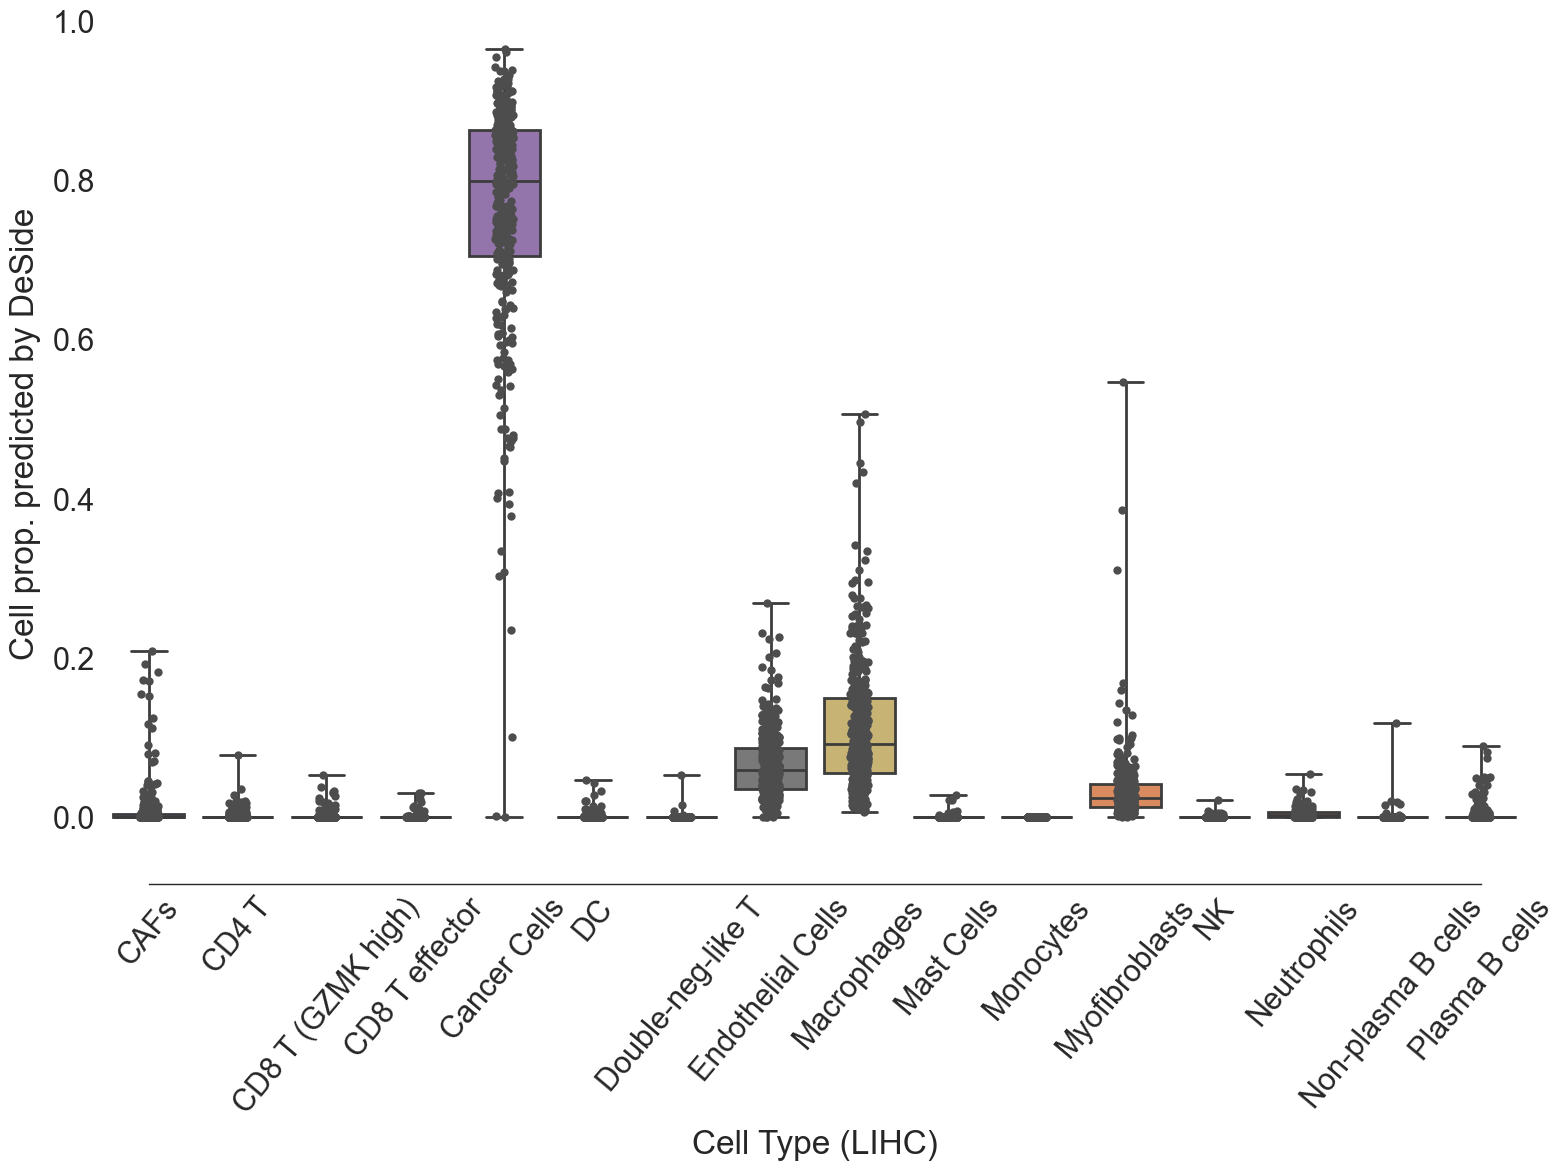 1.0
0.8
0.6
0.4
0.2
0.0
Cell prop. predicted by DeSide
CAFs
CD4 T
CD8 T (GZMK high)
CD8 T effector
Cancer Cells
DC
Double-neg-like T
Endothelial Cells
Macrophages
Mast Cells
Monocytes
Myofibroblasts
NK
Neutrophils
Non-plasma B cells
Plasma B cells
Cell Type (LIHC)